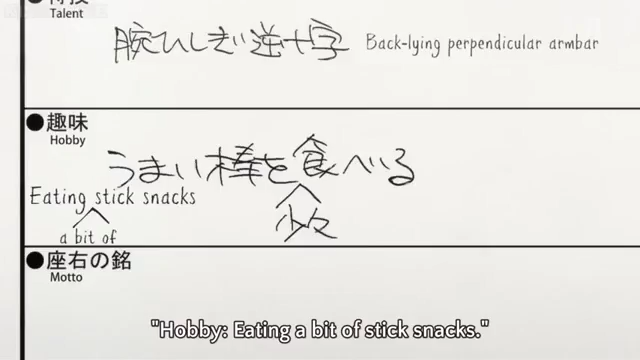 ●特技
Talent
腕ひしぎ逆十字 Back-lying perpendicular armbar
●趣味
Hobby
うまい棒を食べる
Eating stick snacks
a bit of
少々
●座右の銘
Motto
"Hobby: Eating a bit of stick snacks."